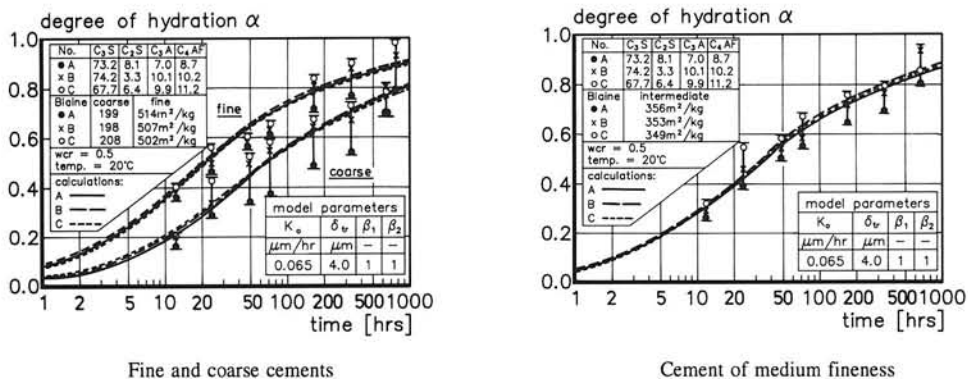 degree of hydration α
No. C₃S C₂S C₃A C₄AF
● A 73.2 8.1 7.0 8.7
x B 74.2 3.3 10.1 10.2
○ C 67.7 6.4 9.9 11.2
Blaine coarse fine
● A 199 514m²/kg
x B 198 507m²/kg
○ C 208 502m²/kg
wcr = 0.5
temp. = 20℃
calculations:
A
B
C
fine
coarse
model parameters
K₀ δtr β₁ β₂
μm/hr μm – –
0.065 4.0 1 1
1.0
0.8
0.6
0.4
0.2
0.0
1 2 5 10 20 50 100 500 1000
time [hrs]
Fine and coarse cements
degree of hydration α
No. C₃S C₂S C₃A C₄AF
● A 73.2 8.1 7.0 8.7
x B 74.2 3.3 10.1 10.2
○ C 67.7 6.4 9.9 11.2
Blaine intermediate
● A 356m²/kg
x B 353m²/kg
○ C 349m²/kg
wcr = 0.5
temp. = 20℃
calculations:
A
B
C
model parameters
K₀ δtr β₁ β₂
μm/hr μm – –
0.065 4.0 1 1
1.0
0.8
0.6
0.4
0.2
0.0
1 2 5 10 20 50 100 500 1000
time [hrs]
Cement of medium fineness